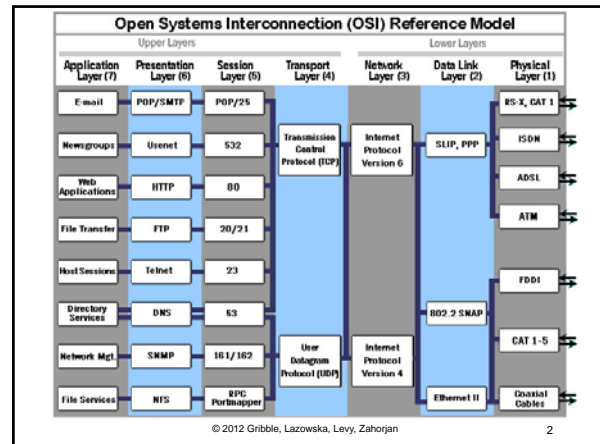 Open Systems Interconnection (OSI) Reference Model
Upper Layers
Lower Layers
Application Layer (7)
Presentation Layer (6)
Session Layer (5)
Transport Layer (4)
Network Layer (3)
Data Link Layer (2)
Physical Layer (1)
E-mail
POP/SMTP
POP/25
Newsgroups
Usenet
532
Web Applications
HTTP
80
File Transfer
FTP
20/21
Host Sessions
Telnet
23
Directory Services
DNS
53
Network Mgt.
SNMP
161/162
File Services
NFS
RPC Portmapper
Transmission Control Protocol (TCP)
User Datagram Protocol (UDP)
Internet Protocol Version 6
Internet Protocol Version 4
SLIP, PPP
802.2 SNAP
Ethernet II
RS-X, CAT 1
ISDN
ADSL
ATM
FDDI
CAT 1-5
Coaxial Cables
© 2012 Gribble, Lazowska, Levy, Zahorjan
2